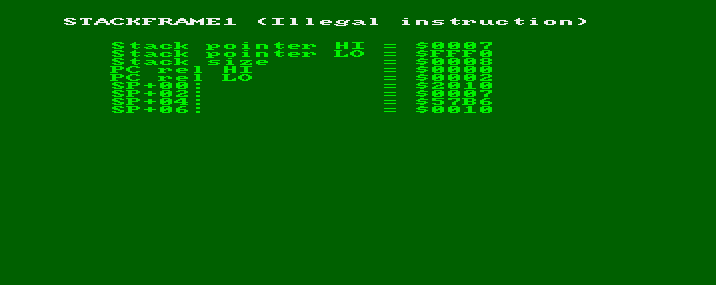 STACKFRAME1 (Illegal instruction)
Stack pointer HI = $0007
Stack pointer LO = $FFF0
Stack size = $0008
PC rel HI = $0000
PC rel LO = $0002
SP+00: = $2010
SP+02: = $0007
SP+04: = $57B6
SP+06: = $0010